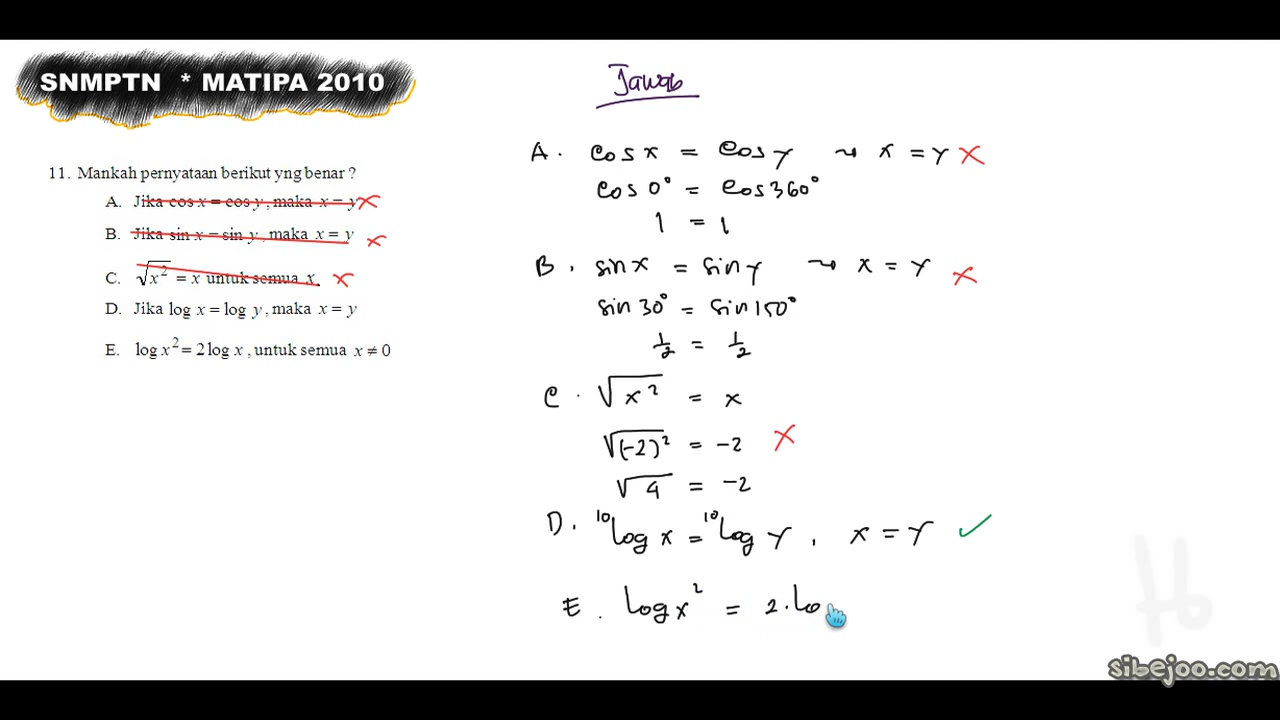 SNMPTN * MATIPA 2010
11. Mankah pernyataan berikut yng benar ?
A. Jika cos x = cos y , maka x = y ×
B. Jika sin x = sin y , maka x = y ×
C. √x² = x untuk semua x. ×
D. Jika log x = log y , maka x = y
E. log x² = 2 log x , untuk semua x ≠ 0
Jawab
A. cos x = cos y ⇝ x = y ×
cos 0° = cos 360°
1 = 1
B. sin x = sin y ⇝ x = y ×
sin 30° = sin 150°
1/2 = 1/2
C. √x² = x
√(-2)² = -2 ×
√4 = -2
D. ¹⁰log x = ¹⁰log y , x = y ✓
E. log x² = 2. lo
sibejoo.com